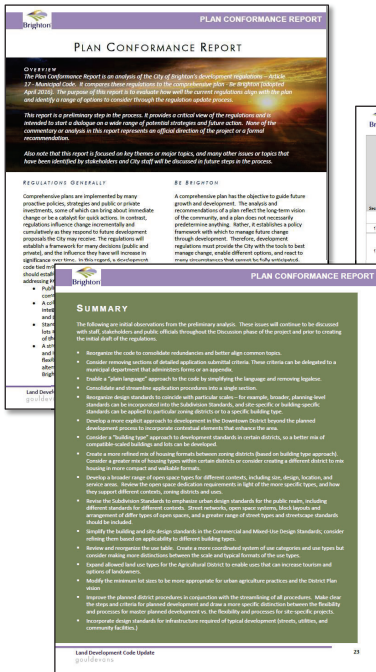 Brighton
PLAN CONFORMANCE REPORT
PLAN CONFORMANCE REPORT
OVERVIEW
The Plan Conformance Report is an analysis of the City of Brighton's development regulations – Article
17 – Municipal Code. It compares these regulations to the comprehensive plan - Be Brighton (adopted
April 2016). The purpose of this report is to evaluate how well the current regulations align with the plan
and identify a range of options to consider through the regulation update process.
This report is a preliminary step in the process. It provides a critical view of the regulations and is
intended to start a dialogue on a wide range of potential strategies and future action. None of the
commentary or analysis in this report represents an official direction of the project or a formal
recommendation.
Also note that this report is focused on key themes or major topics, and many other issues or topics that
have been identified by stakeholders and City staff will be discussed in future steps in the process.
REGULATIONS GENERALLY
Comprehensive plans are implemented by many
proactive policies, strategies and public or private
investments, some of which can bring about immediate
change or be a catalyst for quick actions. In contrast,
regulations influence change incrementally and
cumulatively as they respond to future development
proposals the City may receive. The regulations will
establish a framework for many decisions (public and
private), and the influence they have will increase in
significance over time. In this regard, a development
code tied
should establ
addressing
BE BRIGHTON
A comprehensive plan has the objective to guide future
growth and development. The analysis and
recommendations of a plan reflect the long-term vision
of the community, and a plan does not necessarily
predetermine anything. Rather, it establishes a policy
framework with which to manage future change
through development. Therefore, development
regulations must provide the City with the tools to best
manage change, enable different options, and react to
many circumstances that cannot be fully anticipated.
Land Devel
goulde
Brighton
PLAN CONFORMANCE REPORT
SUMMARY
The following are initial observations from the preliminary analysis. These issues will continue to be discussed
with staff, stakeholders and public officials throughout the Discussion phase of the project and prior to creating
the initial draft of the regulations.
Reorganize the code to consolidate redundancies and better align common topics.
Consider removing sections of detailed application submittal criteria. These criteria can be delegated to a
municipal department that administers forms or an appendix.
Enable a "plain language" approach to the code by simplifying the language and removing legalese.
Consolidate and streamline application procedures into a single section.
Reorganize design standards to coincide with particular scales – for example, broader, planning-level
standards can be incorporated into the Subdivision Standards, and site-specific or building-specific
standards can be applied to particular zoning districts or to a specific building type.
Develop a more explicit approach to development in the Downtown District beyond the planned
development process to incorporate contextual elements that enhance the area.
Consider a "building type" approach to development standards in certain districts, so a better mix of
compatible-scaled buildings and lots can be developed.
Create a more refined mix of housing formats between zoning districts (based on building type approach).
Consider a greater mix of housing types within certain districts or consider creating a different district to mix
housing in more compact and walkable formats.
Develop a broader range of open space types for different contexts, including size, design, location, and
service areas. Review the open space dedication requirements in light of the more specific types, and how
they support different contexts, zoning districts and uses.
Revise the Subdivision Standards to emphasize urban design standards for the public realm, including
different standards for different contexts. Street networks, open space systems, block layouts and
arrangement of differ types of open spaces, and a greater range of street types and streetscape standards
should be included.
Simplify the building and site design standards in the Commercial and Mixed-Use Design Standards; consider
refining them based on applicability to different building types.
Review and reorganize the use table. Create a more coordinated system of use categories and use types but
consider making more distinctions between the scale and typical formats of the use types.
Expand allowed land use types for the Agricultural District to enable uses that can increase tourism and
options of landowners.
Modify the minimum lot sizes to be more appropriate for urban agriculture practices and the District Plan
vision
Improve the planned district procedures in conjunction with the streamlining of all procedures. Make clear
the steps and criteria for planned development and draw a more specific distinction between the flexibility
and processes for master planned development vs. the flexibility and processes for site-specific projects.
Incorporate design standards for infrastructure required of typical development (streets, utilities, and
community facilities.)
Land Development Code Update
gouldevans
23